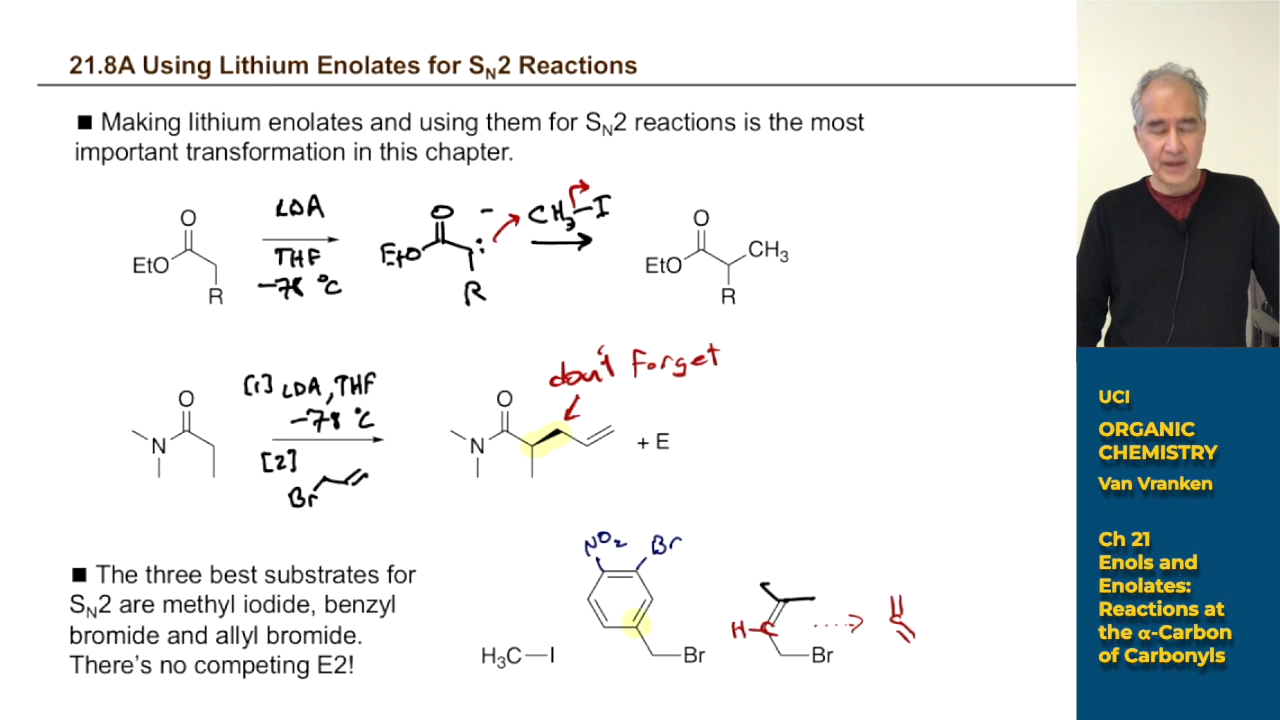 21.8A Using Lithium Enolates for SN2 Reactions
■ Making lithium enolates and using them for SN2 reactions is the most
important transformation in this chapter.
O
EtO
R
LDA
THF
-78 °C
O
EtO
-
:
R
CH3-I
O
EtO
CH3
R
don't forget
O
N
[1] LDA, THF
-78 °C
[2]
Br
O
N
+ E
■ The three best substrates for
SN2 are methyl iodide, benzyl
bromide and allyl bromide.
There's no competing E2!
H3C—I
NO2
Br
Br
H-C
Br
UCI
ORGANIC
CHEMISTRY
Van Vranken
Ch 21
Enols and
Enolates:
Reactions at
the α-Carbon
of Carbonyls